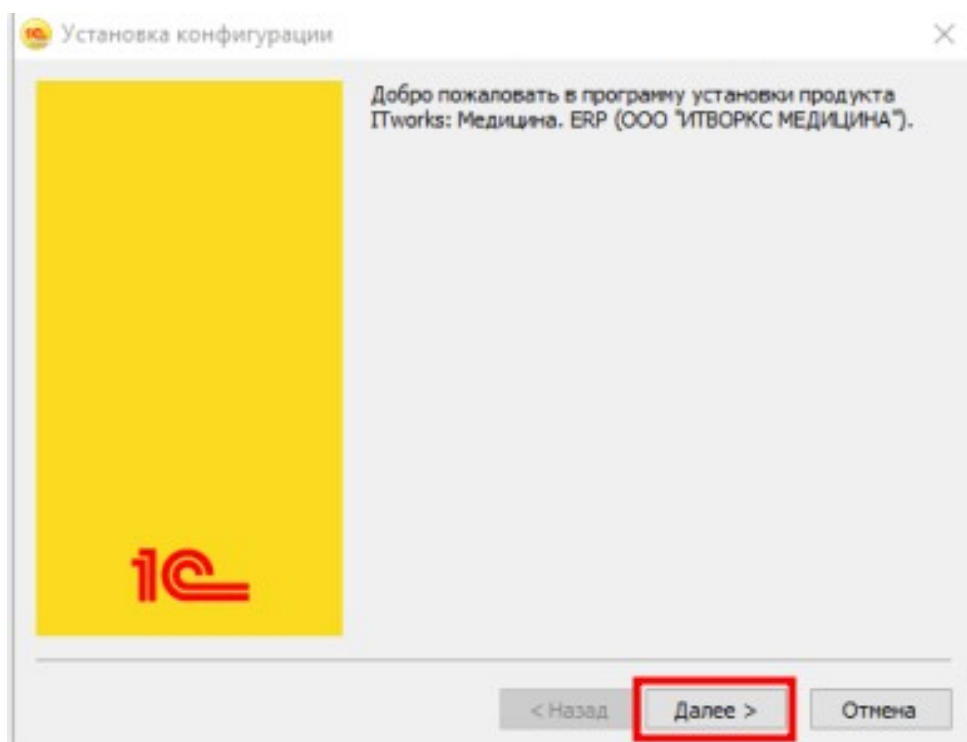 Установка конфигурации
Добро пожаловать в программу установки продукта
ITworks: Медицина. ERP (ООО "ИТВОРКС МЕДИЦИНА").
1С
< Назад
Далее >
Отмена